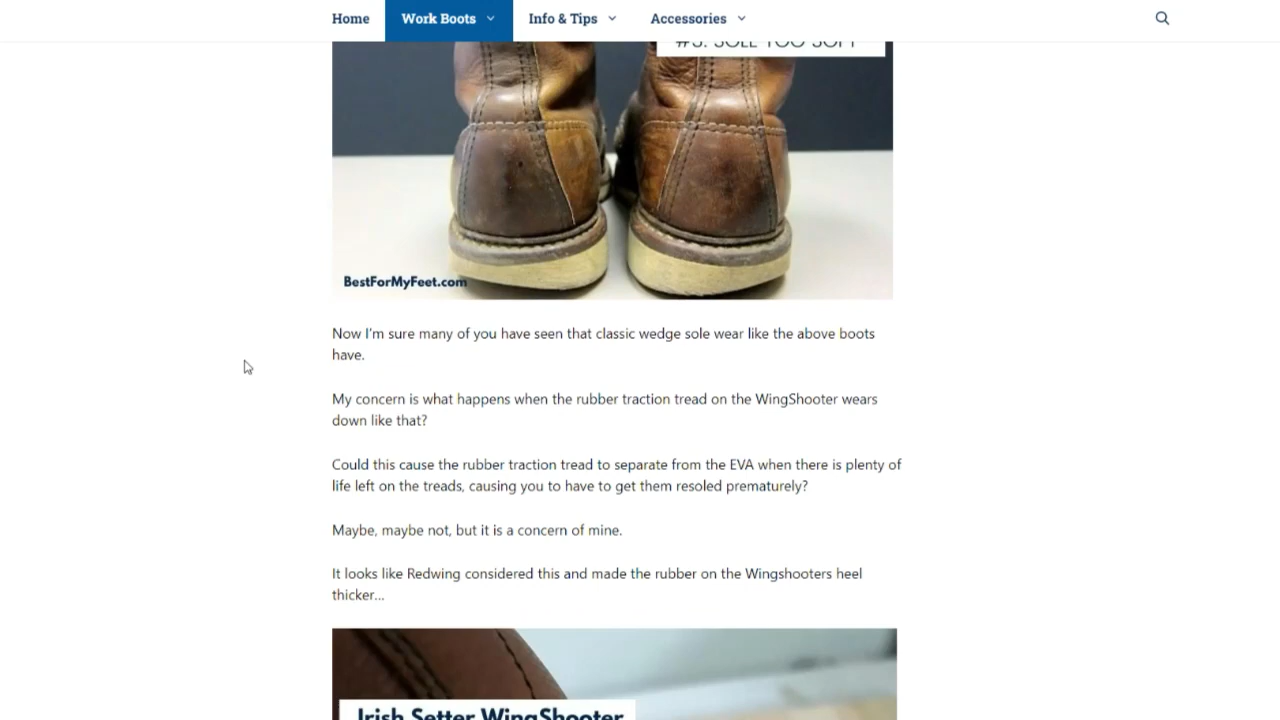 Home Work Boots Info & Tips Accessories
#3: SOLE TOO SOFT
BestForMyFeet.com
Now I'm sure many of you have seen that classic wedge sole wear like the above boots
have.
My concern is what happens when the rubber traction tread on the WingShooter wears
down like that?
Could this cause the rubber traction tread to separate from the EVA when there is plenty of
life left on the treads, causing you to have to get them resoled prematurely?
Maybe, maybe not, but it is a concern of mine.
It looks like Redwing considered this and made the rubber on the Wingshooters heel
thicker...
Irish Setter WingShooter